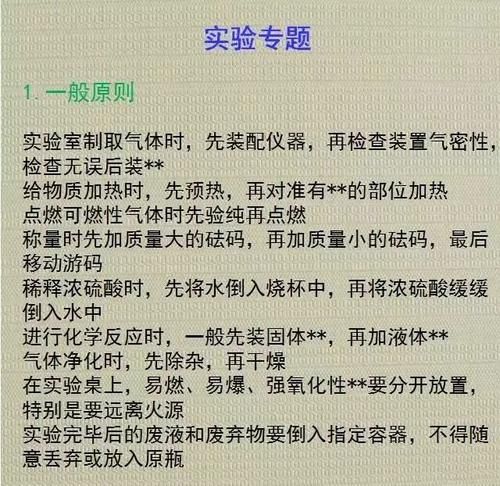 实验专题
1.一般原则
实验室制取气体时，先装配仪器，再检查装置气密性，
检查无误后装**
给物质加热时，先预热，再对准有**的部位加热
点燃可燃性气体时先验纯再点燃
称量时先加质量大的砝码，再加质量小的砝码，最后
移动游码
稀释浓硫酸时，先将水倒入烧杯中，再将浓硫酸缓缓
倒入水中
进行化学反应时，一般先装固体**，再加液体**
气体净化时，先除杂，再干燥
在实验桌上，易燃、易爆、强氧化性**要分开放置，
特别是要远离火源
实验完毕后的废液和废弃物要倒入指定容器，不得随
意丢弃或放入原瓶